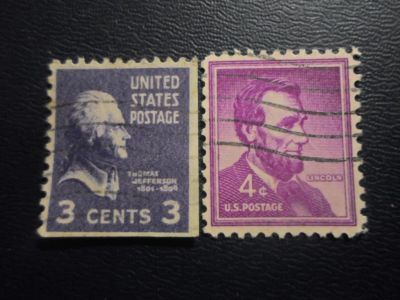 UNITED
STATES
POSTAGE
THOMAS
JEFFERSON
1801-1809
3 CENTS 3
LINCOLN
4¢
U.S. POSTAGE